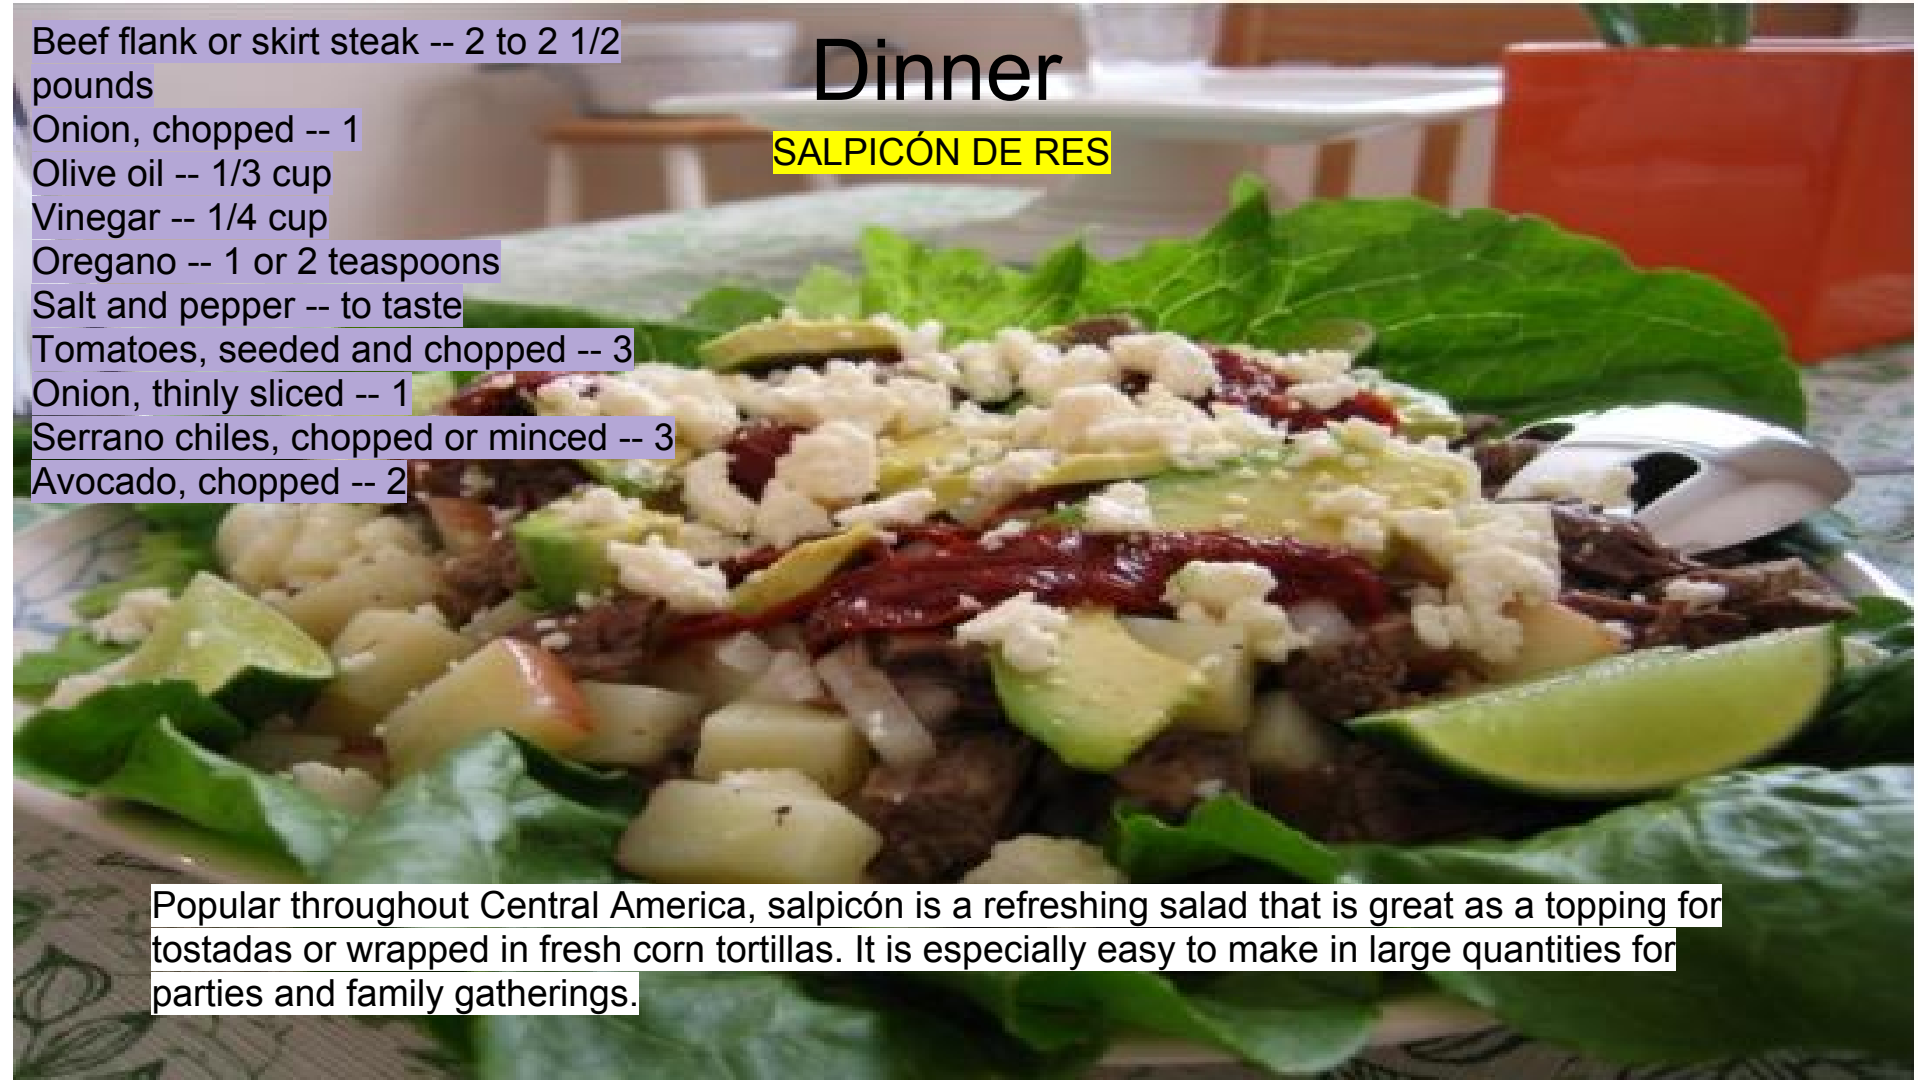 Beef flank or skirt steak -- 2 to 2 1/2
pounds
Onion, chopped -- 1
Olive oil -- 1/3 cup
Vinegar -- 1/4 cup
Oregano -- 1 or 2 teaspoons
Salt and pepper -- to taste
Tomatoes, seeded and chopped -- 3
Onion, thinly sliced -- 1
Serrano chiles, chopped or minced -- 3
Avocado, chopped -- 2
Dinner
SALPICÓN DE RES
Popular throughout Central America, salpicón is a refreshing salad that is great as a topping for
tostadas or wrapped in fresh corn tortillas. It is especially easy to make in large quantities for
parties and family gatherings.